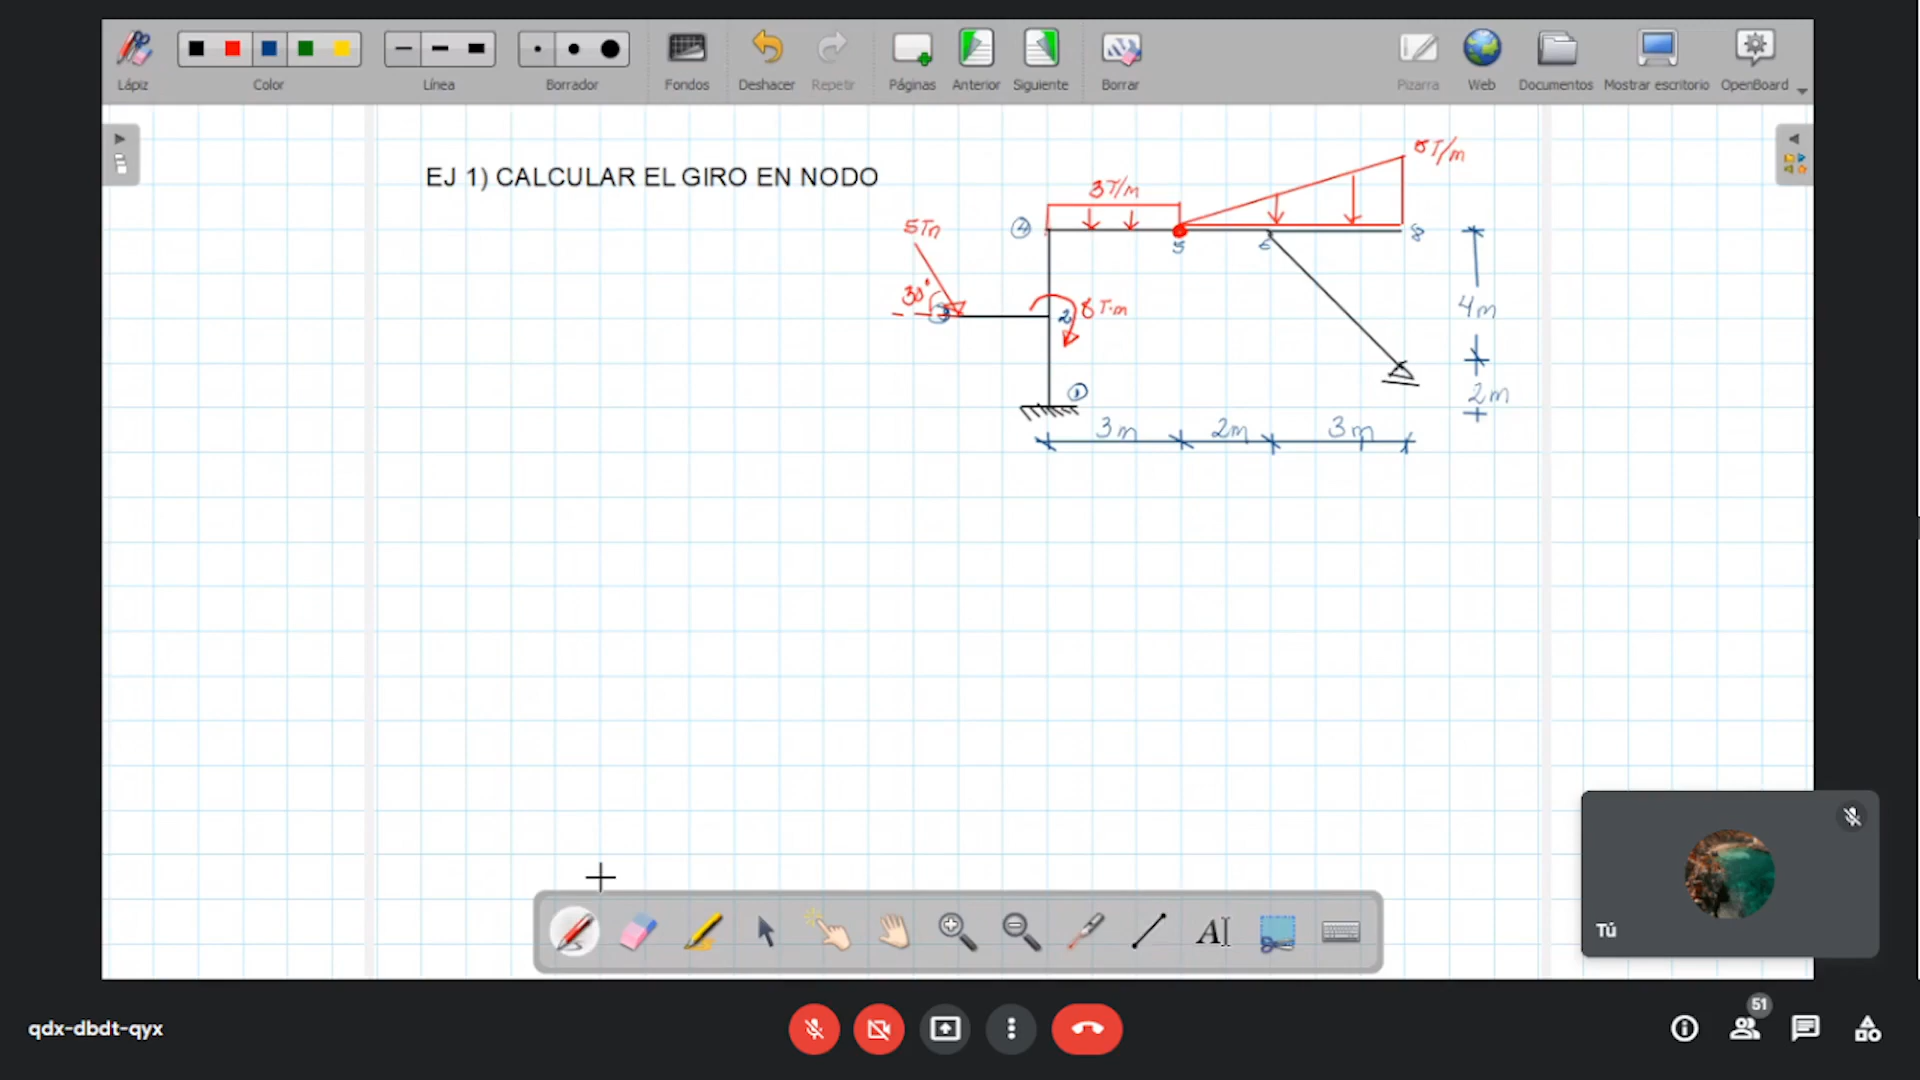 Lápiz
Color
Línea
Borrador
Fondos
Deshacer
Repetir
Páginas
Anterior
Siguiente
Borrar
Pizarra
Web
Documentos
Mostrar escritorio
OpenBoard
EJ 1) CALCULAR EL GIRO EN NODO
3T/m
8T/m
5Tn
30°
4
5
6
8
3
2
8T·m
1
4m
2m
3m
2m
3m
AI
Tú
qdx-dbdt-qyx
51